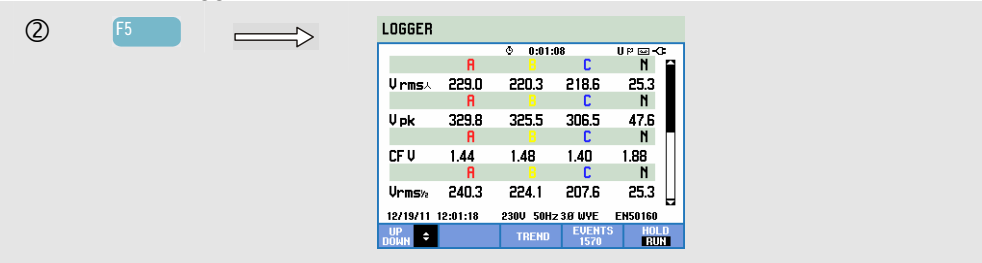 ② F5 LOGGER
0:01:08 U
A B C N
Vrms⅄ 229.0 220.3 218.6 25.3
A B C N
Vpk 329.8 325.5 306.5 47.6
A B C N
CF V 1.44 1.48 1.40 1.88
A B C N
Vrms½ 240.3 224.1 207.6 25.3
12/19/11 12:01:18 230V 50Hz 3Ø WYE EN50160
UP DOWN TREND EVENTS 1570 HOLD RUN